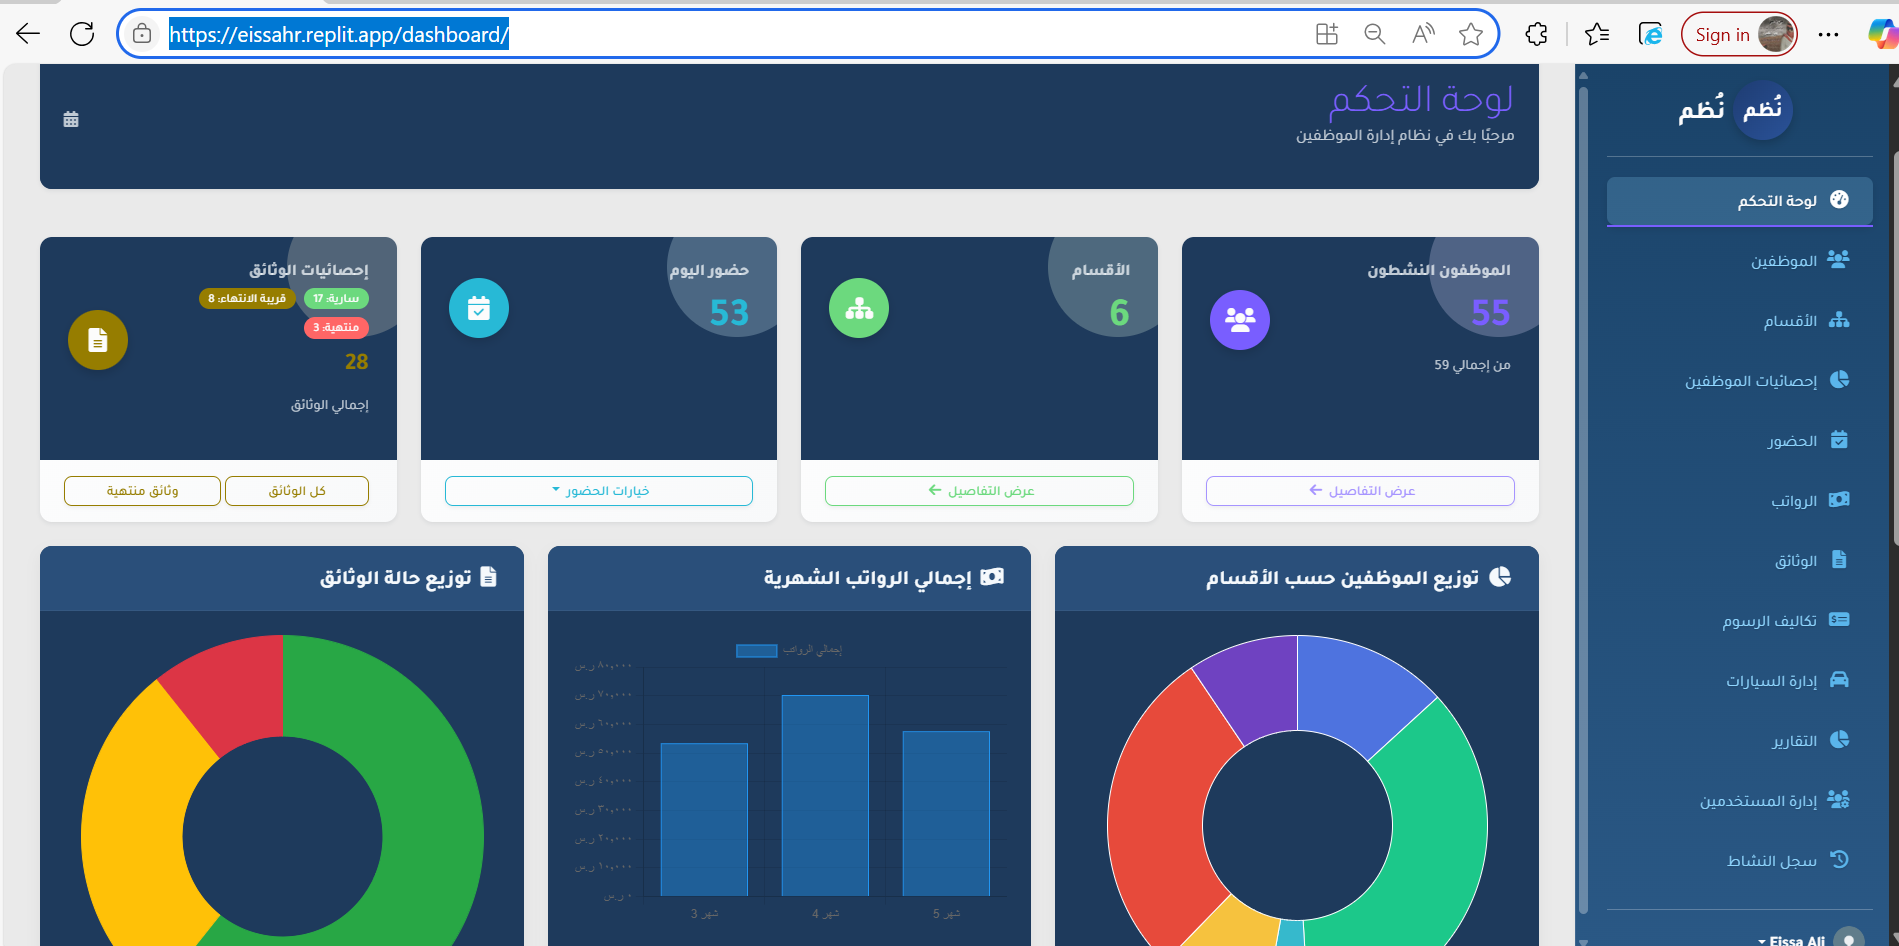 https://eissahr.replit.app/dashboard/
Sign in
نُظم
نُظم
لوحة التحكم
الموظفين
الأقسام
إحصائيات الموظفين
الحضور
الرواتب
الوثائق
تكاليف الرسوم
إدارة السيارات
التقارير
إدارة المستخدمين
سجل النشاط
Eissa Ali
لوحة التحكم
مرحبًا بك في نظام إدارة الموظفين
الموظفون النشطون
55
من إجمالي 59
عرض التفاصيل
الأقسام
6
عرض التفاصيل
حضور اليوم
53
خيارات الحضور
إحصائيات الوثائق
سارية: 17
قريبة الانتهاء: 8
منتهية: 3
28
إجمالي الوثائق
كل الوثائق
وثائق منتهية
توزيع الموظفين حسب الأقسام
إجمالي الرواتب الشهرية
إجمالي الرواتب
٨٠,٠٠٠ ر.س
٧٠,٠٠٠ ر.س
٦٠,٠٠٠ ر.س
٥٠,٠٠٠ ر.س
٤٠,٠٠٠ ر.س
٣٠,٠٠٠ ر.س
٢٠,٠٠٠ ر.س
١٠,٠٠٠ ر.س
٠ ر.س
شهر 3
شهر 4
شهر 5
توزيع حالة الوثائق